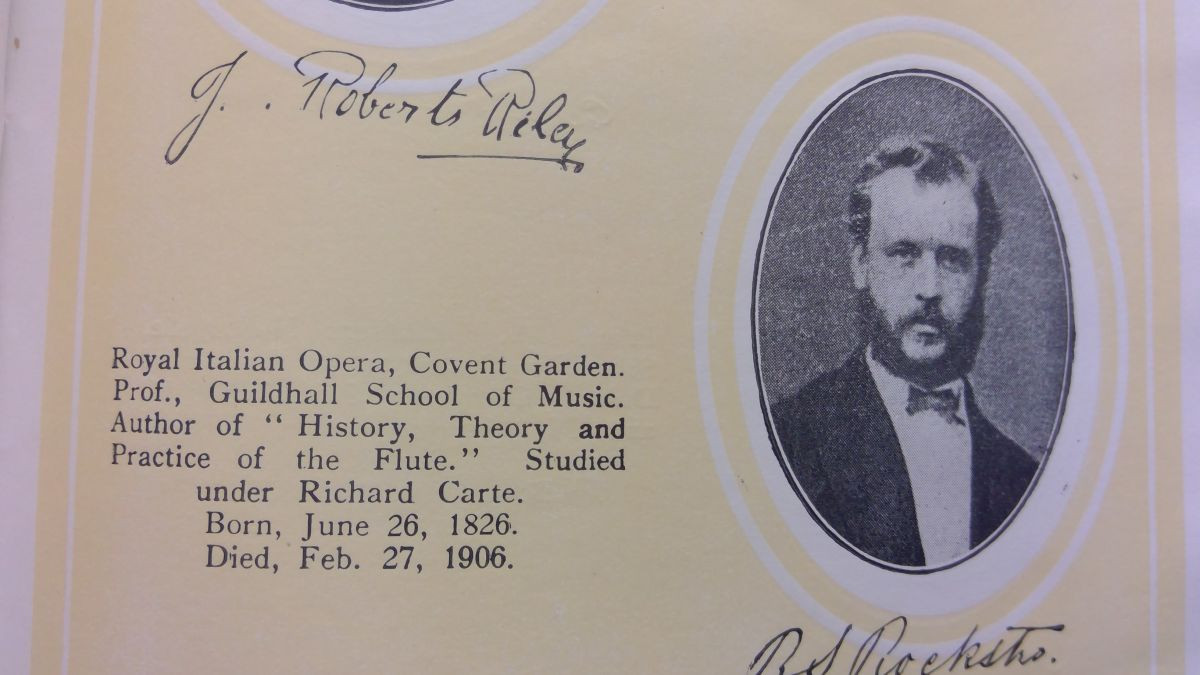 J. Roberts Riley
Royal Italian Opera, Covent Garden.
Prof., Guildhall School of Music.
Author of “ History, Theory and
Practice of the Flute.” Studied
under Richard Carte.
Born, June 26, 1826.
Died, Feb. 27, 1906.
R S Rockstro.